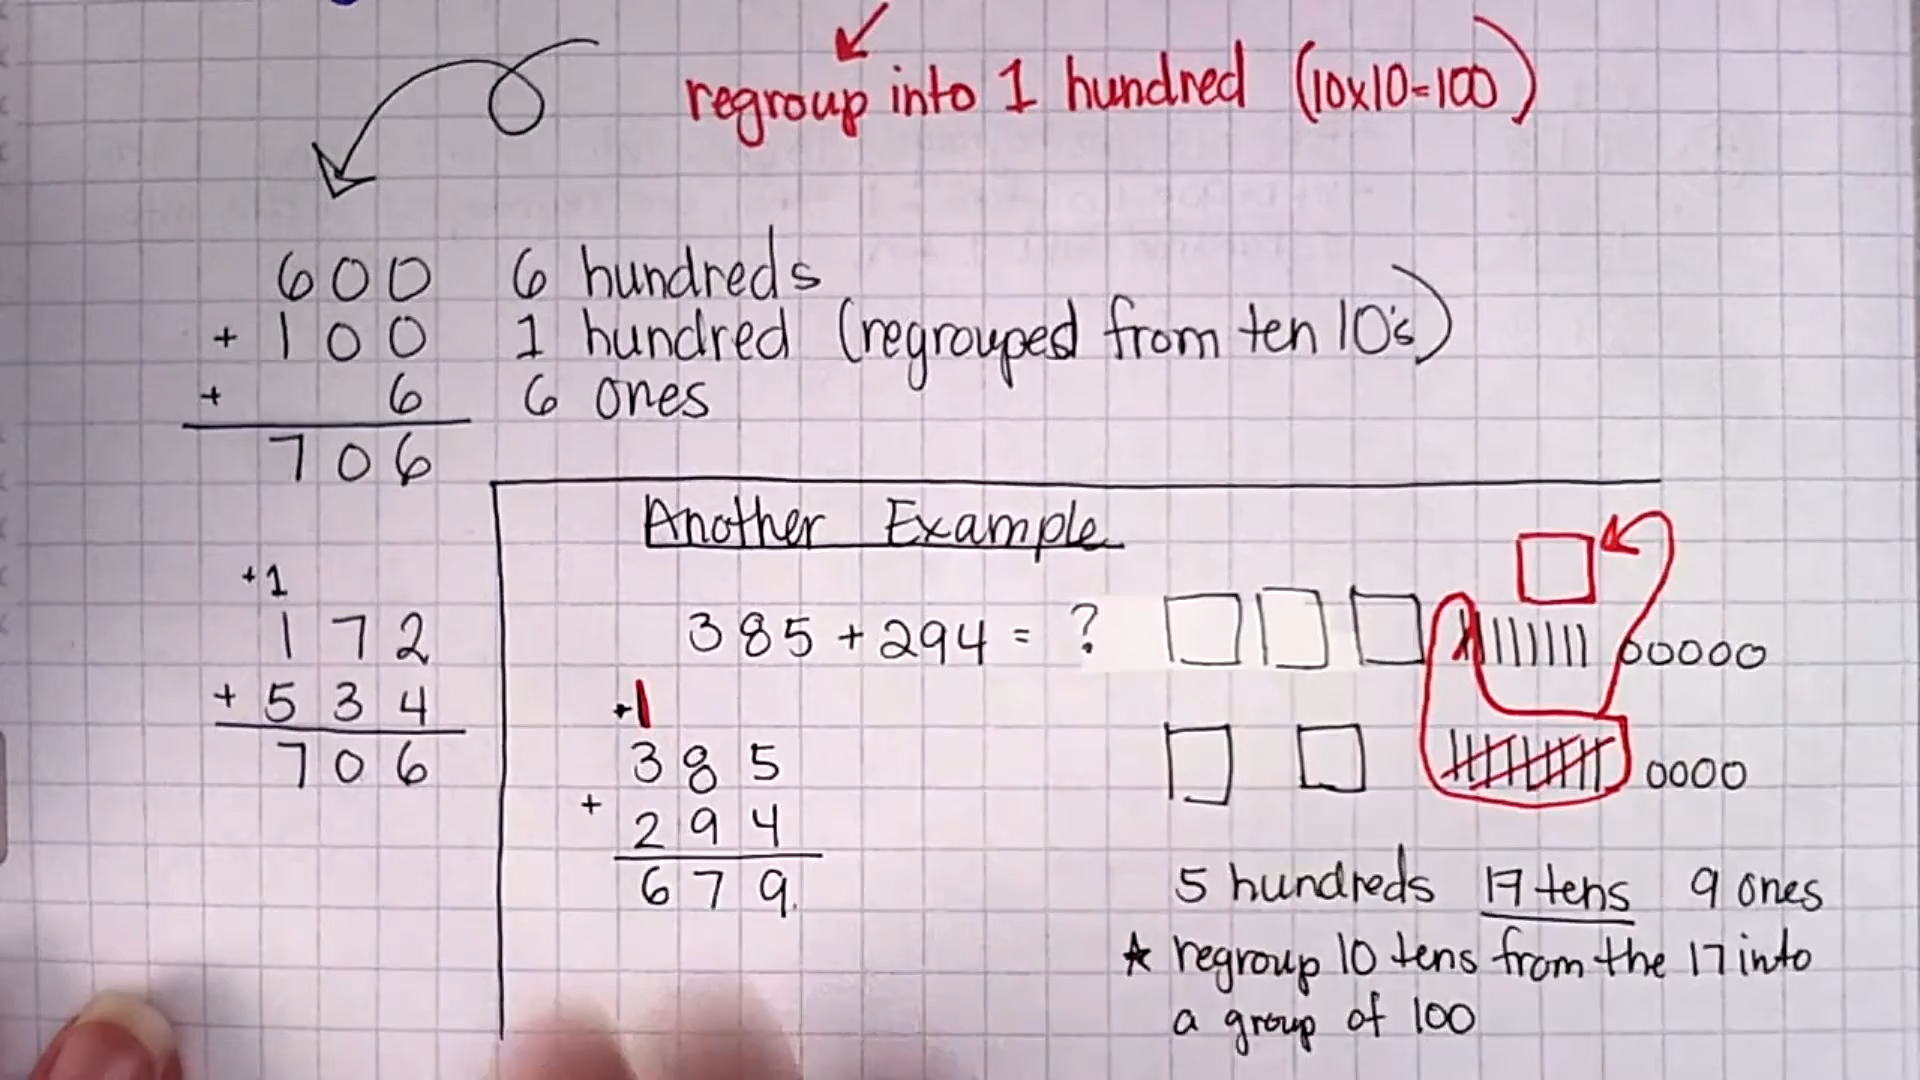 regroup into 1 hundred (10x10=100)
600 6 hundreds
+ 100 1 hundred (regrouped from ten 10's)
+ 6 6 ones
706
+1
172
+ 534
706
Another Example
385 + 294 = ?
+1
385
+ 294
679.
5 hundreds 17 tens 9 ones
★ regroup 10 tens from the 17 into
a group of 100